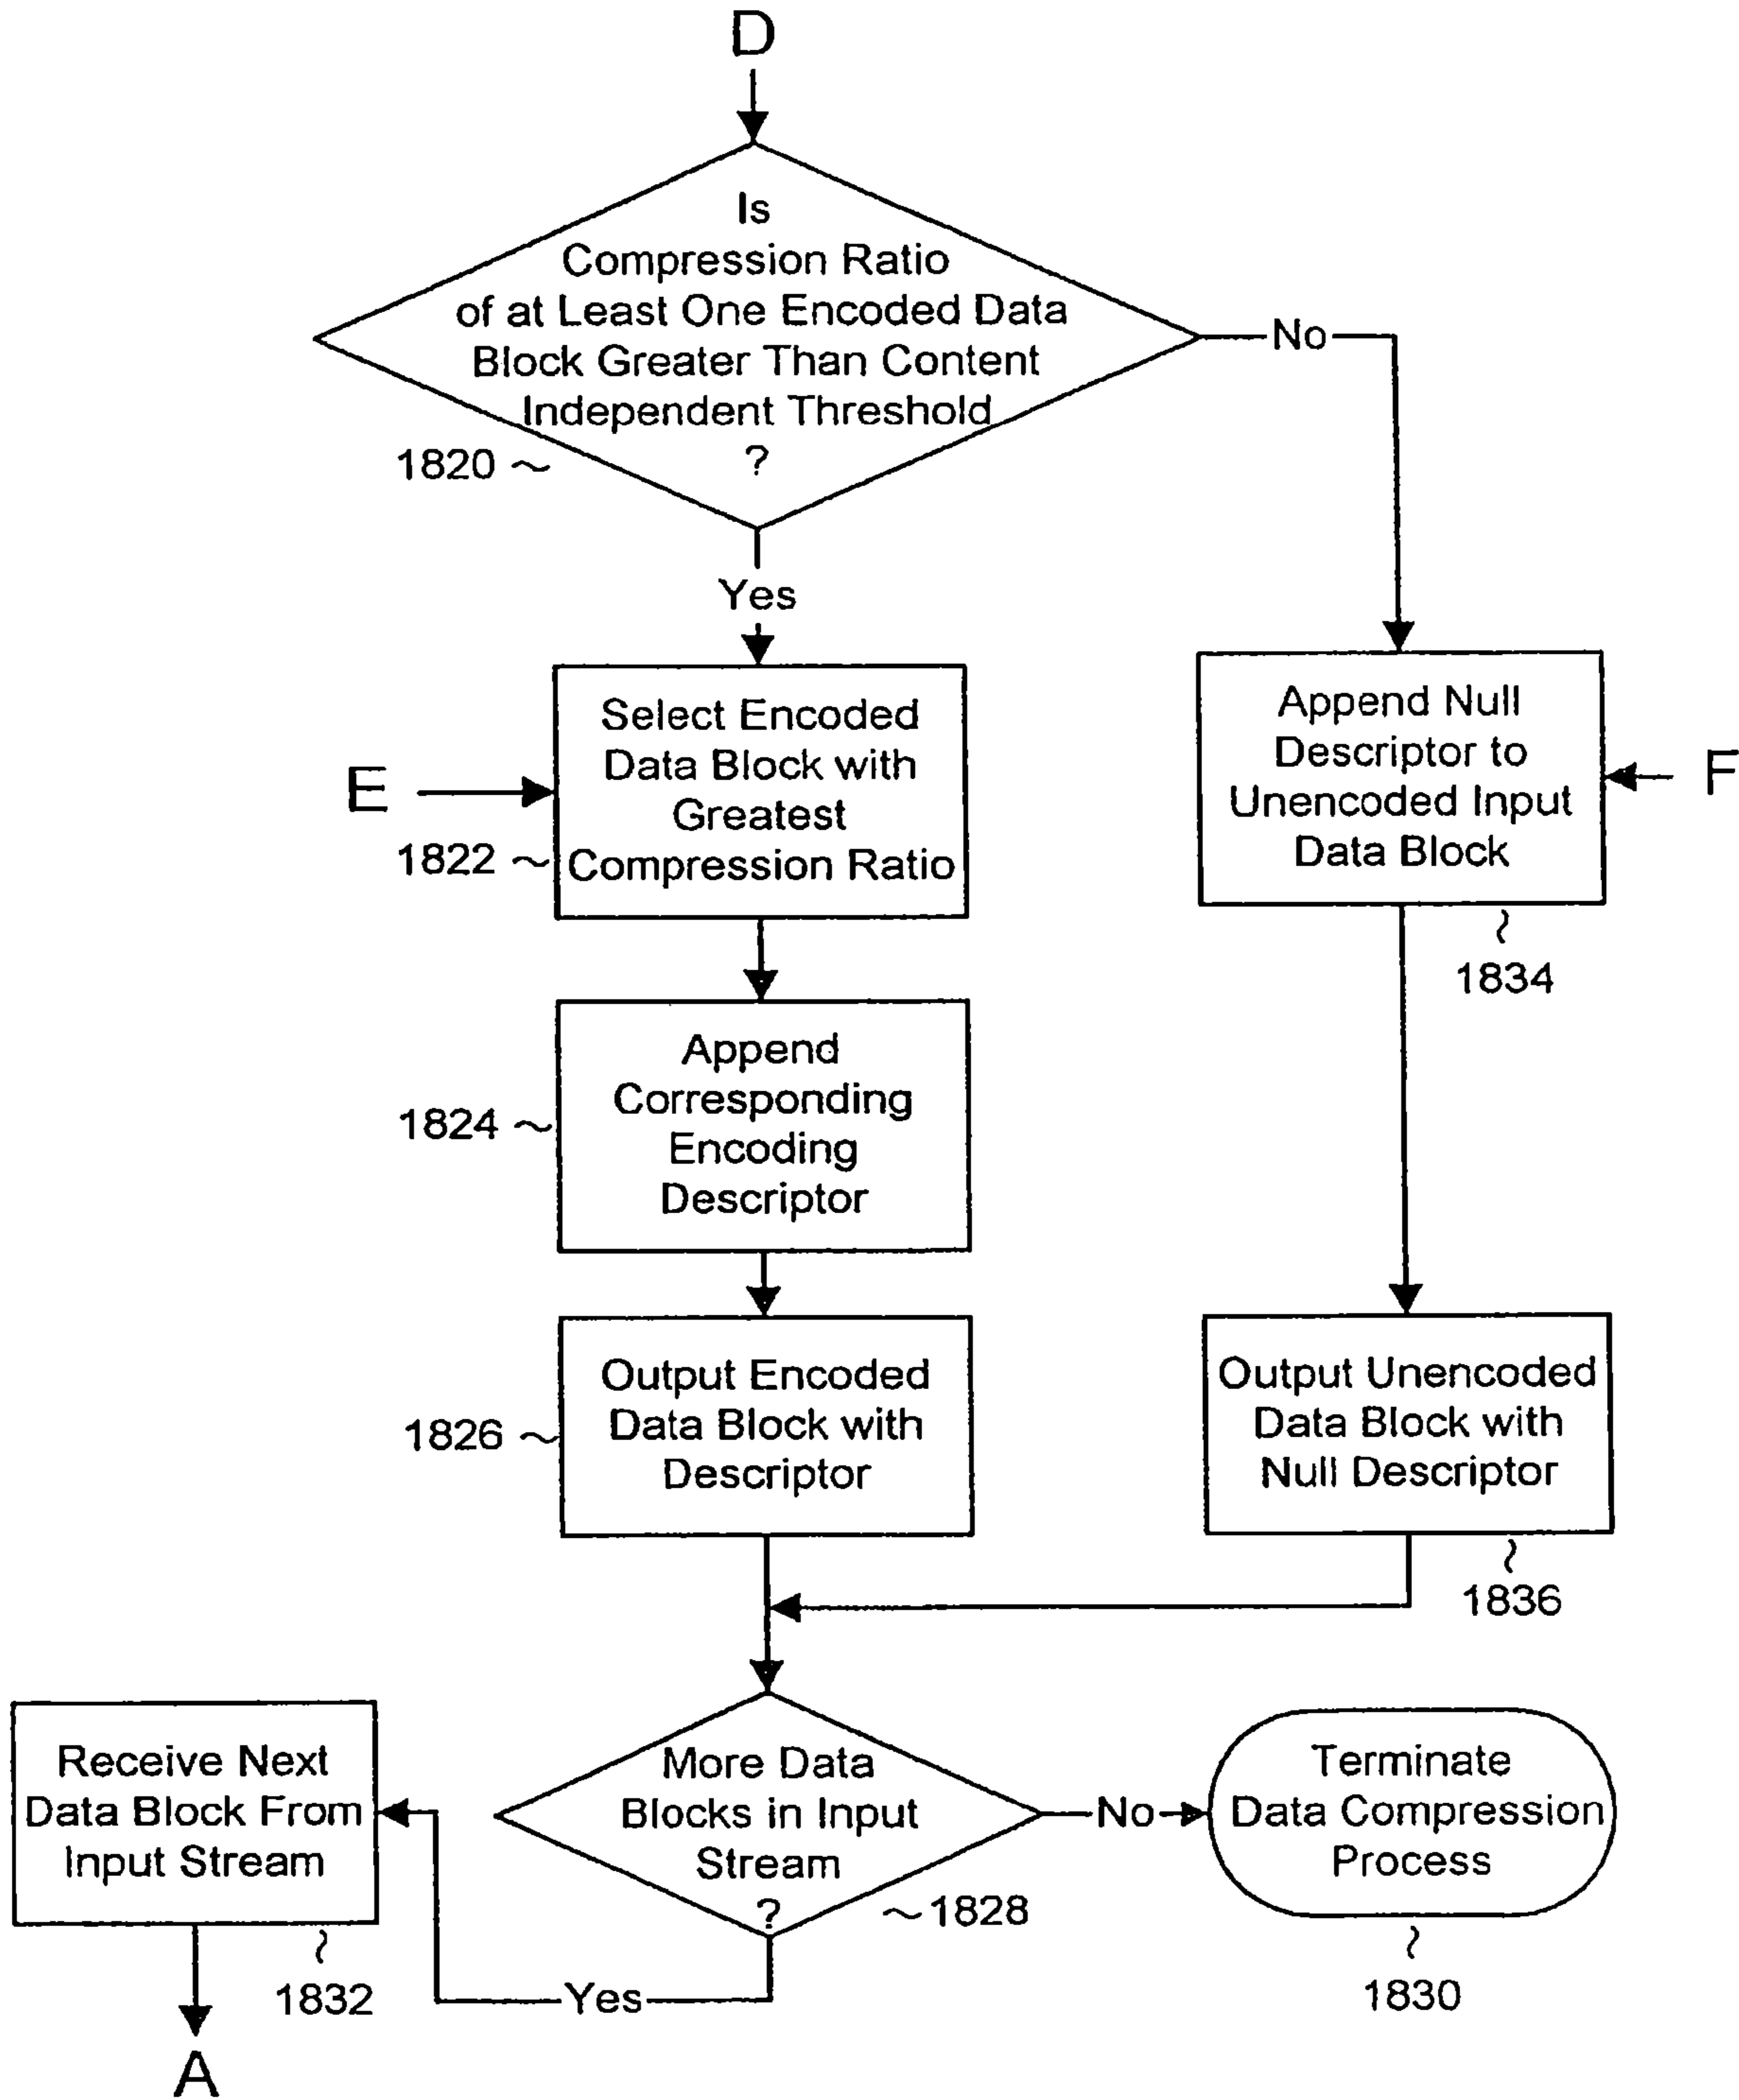 D
Is
Compression Ratio
of at Least One Encoded Data
Block Greater Than Content
Independent Threshold
?
1820
No
Yes
E
Select Encoded
Data Block with
Greatest
Compression Ratio
1822
Append Null
Descriptor to
Unencoded Input
Data Block
F
1834
Append
Corresponding
Encoding
Descriptor
1824
Output Encoded
Data Block with
Descriptor
1826
Output Unencoded
Data Block with
Null Descriptor
1836
Receive Next
Data Block From
Input Stream
1832
More Data
Blocks in Input
Stream
?
1828
No
Terminate
Data Compression
Process
1830
Yes
A